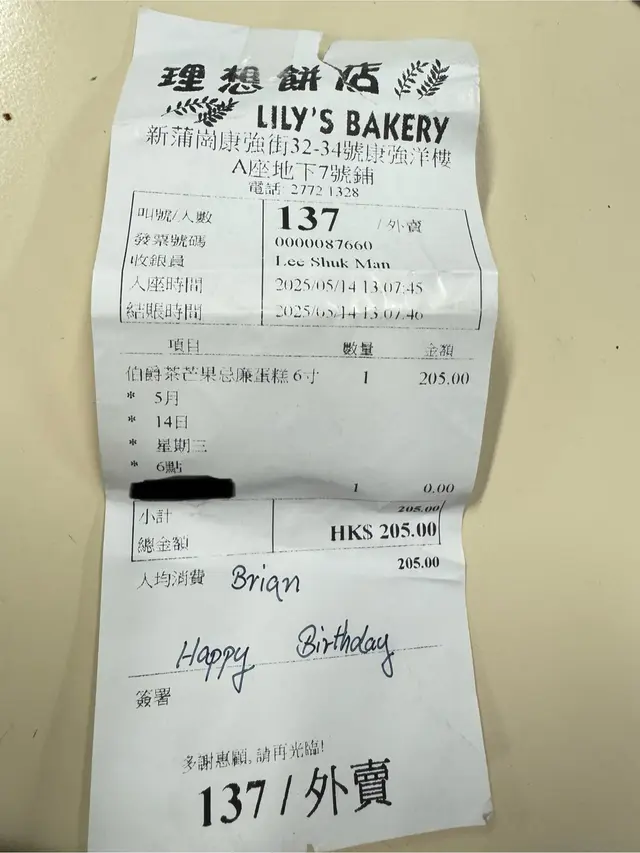 理想餅店
LILY'S BAKERY
新蒲崗康強街32-34號康強洋樓
A座地下7號鋪
電話: 2772 1328
叫號/人數 137 /外賣
發票號碼 0000087660
收銀員 Lee Shuk Man
入座時間 2025/05/14 13:07:45
結賬時間 2025/05/14 13:07:46
項目 數量 金額
伯爵茶芒果忌廉蛋糕 6寸 1 205.00
* 5月
* 14日
* 星期三
* 6點
1 0.00
小計 205.00
總金額 HK$ 205.00
人均消費 205.00
Brian
Happy Birthday
簽署
多謝惠顧, 請再光臨!
137 / 外賣